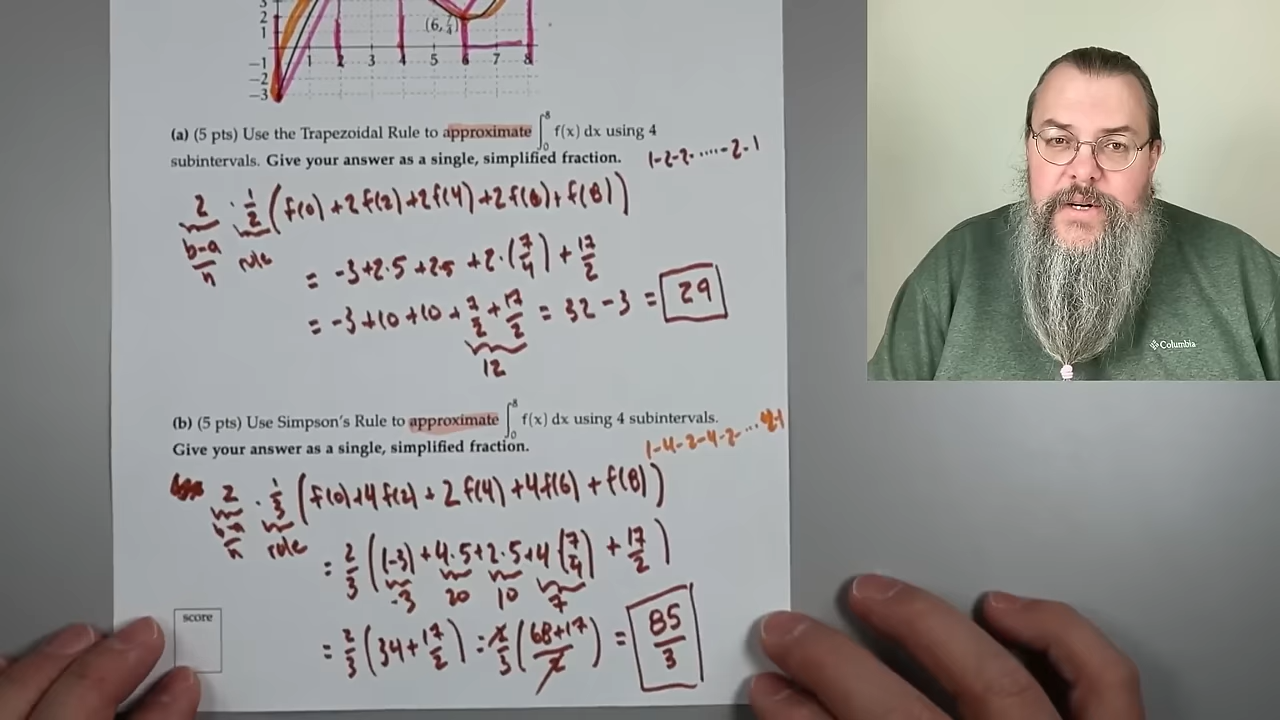 3
2
1
(6, 7/4)
1 2 3 4 5 6 7 8
-1
-2
-3
(a) (5 pts) Use the Trapezoidal Rule to approximate ∫₀⁸ f(x) dx using 4
subintervals. Give your answer as a single, simplified fraction.
1-2-2-....-2-1
2 · 1/2 (f(0)+2f(2)+2f(4)+2f(6)+f(8))
b-a/n rule
= -3+2·5+2·5+2·(7/4)+17/2
= -3+10+10+7/2+17/2 = 32-3 = 29
12
(b) (5 pts) Use Simpson's Rule to approximate ∫₀⁸ f(x) dx using 4 subintervals.
Give your answer as a single, simplified fraction.
1-4-2-4-2-...4-1
2 · 1/3 (f(0)+4f(2)+2f(4)+4f(6)+f(8))
b-a/n rule
= 2/3 ((-3)+4·5+2·5+4(7/4)+17/2)
-3 20 10 7
= 2/3 (34+17/2) = 2/3 (68+17/2) = 85/3
score
Columbia